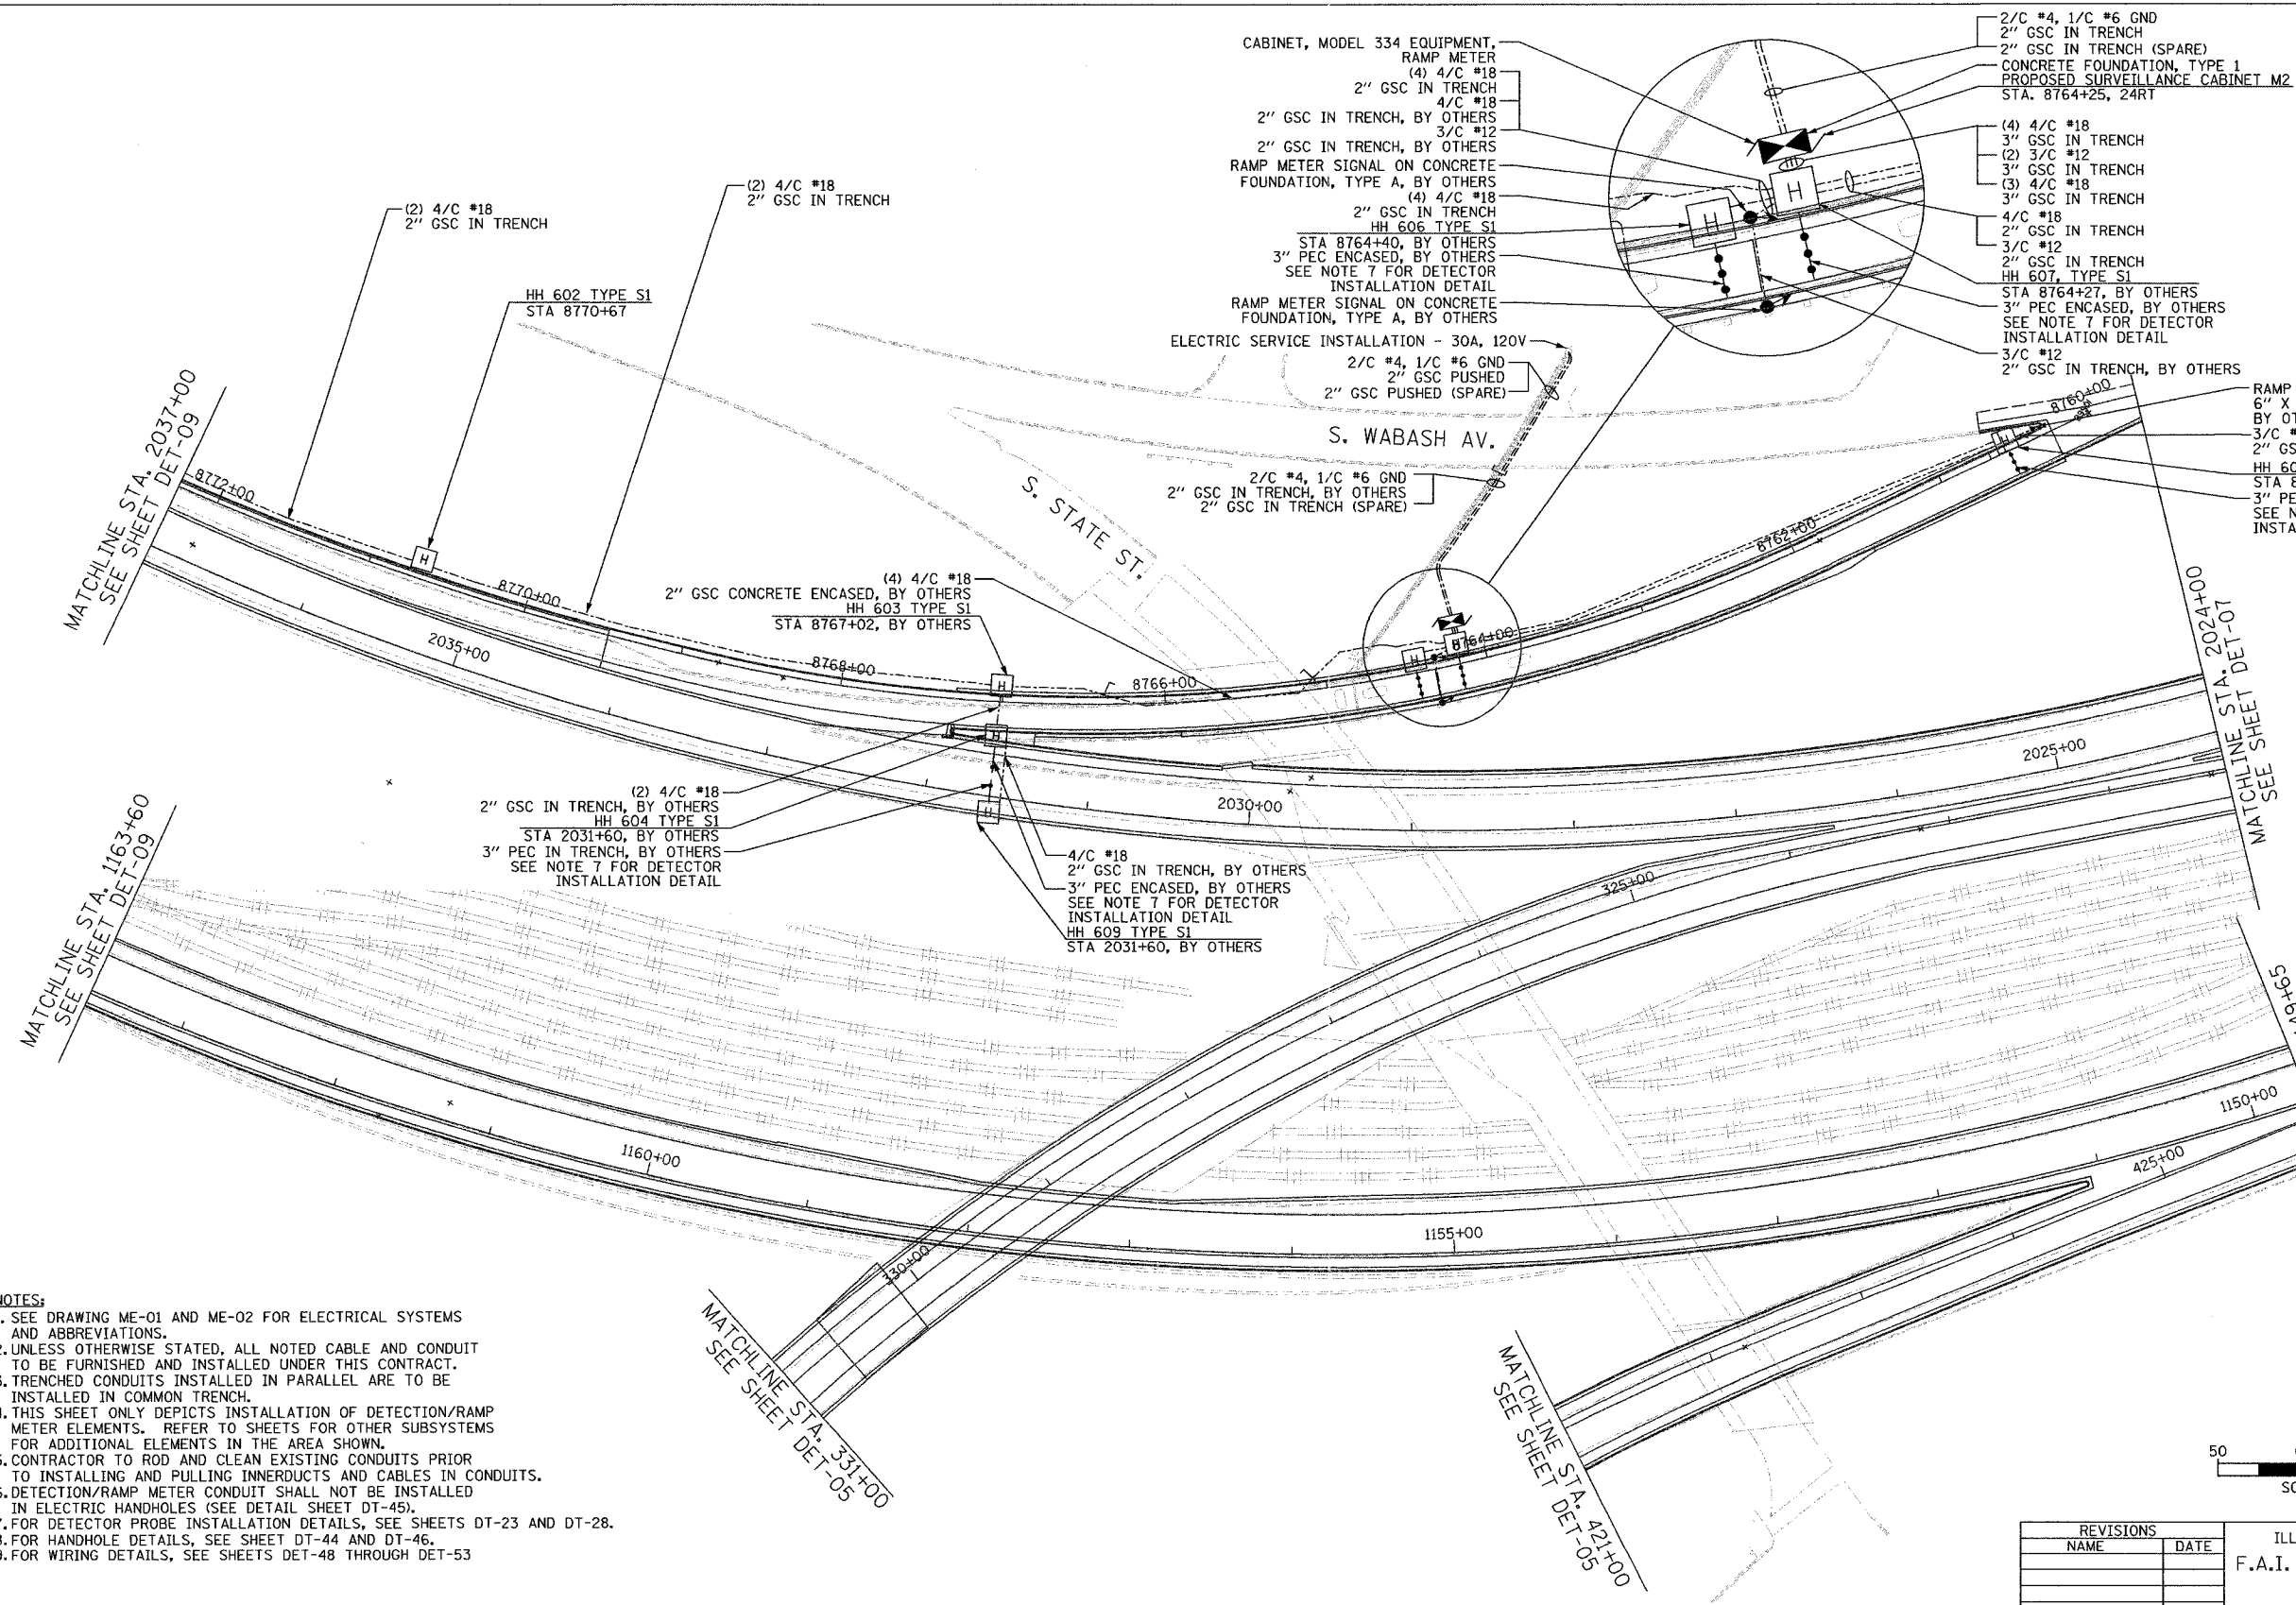 CABINET, MODEL 334 EQUIPMENT,
RAMP METER
(4) 4/C #18
2" GSC IN TRENCH
4/C #18
2" GSC IN TRENCH, BY OTHERS
3/C #12
2" GSC IN TRENCH, BY OTHERS
RAMP METER SIGNAL ON CONCRETE
FOUNDATION, TYPE A, BY OTHERS
(4) 4/C #18
2" GSC IN TRENCH
HH 606 TYPE S1
STA 8764+40, BY OTHERS
3" PEC ENCASED, BY OTHERS
SEE NOTE 7 FOR DETECTOR
INSTALLATION DETAIL
RAMP METER SIGNAL ON CONCRETE
FOUNDATION, TYPE A, BY OTHERS
ELECTRIC SERVICE INSTALLATION - 30A, 120V
2/C #4, 1/C #6 GND
2" GSC PUSHED
2" GSC PUSHED (SPARE)
S. WABASH AV.
2/C #4, 1/C #6 GND
2" GSC IN TRENCH, BY OTHERS
2" GSC IN TRENCH (SPARE)
H
H
2/C #4, 1/C #6 GND
2" GSC IN TRENCH
2" GSC IN TRENCH (SPARE)
CONCRETE FOUNDATION, TYPE 1
PROPOSED SURVEILLANCE CABINET M2
STA. 8764+25, 24RT
(4) 4/C #18
3" GSC IN TRENCH
(2) 3/C #12
3" GSC IN TRENCH
(3) 4/C #18
3" GSC IN TRENCH
4/C #18
2" GSC IN TRENCH
3/C #12
2" GSC IN TRENCH
HH 607, TYPE S1
STA 8764+27, BY OTHERS
3" PEC ENCASED, BY OTHERS
SEE NOTE 7 FOR DETECTOR
INSTALLATION DETAIL
3/C #12
2" GSC IN TRENCH, BY OTHERS
RAMP
6" X
3/C #
HH
3"
SEE
(2) 4/C #18
2" GSC IN TRENCH
(2) 4/C #18
2" GSC IN TRENCH
HH 602 TYPE S1
STA 8770+67
MATCHLINE STA. 2037+00
SEE SHEET DET-09
8772+00
H
8770+00
8768+00
8766+00
8764+00
8762+00
8760+00
H
H
H
H
H
2035+00
2030+00
2025+00
S. STATE ST.
(4) 4/C #18
2" GSC CONCRETE ENCASED, BY OTHERS
HH 603 TYPE S1
STA 8767+02, BY OTHERS
(2) 4/C #18
2" GSC IN TRENCH, BY OTHERS
HH 604 TYPE S1
STA 2031+60, BY OTHERS
3" PEC IN TRENCH, BY OTHERS
SEE NOTE 7 FOR DETECTOR
INSTALLATION DETAIL
4/C #18
2" GSC IN TRENCH, BY OTHERS
3" PEC ENCASED, BY OTHERS
SEE NOTE 7 FOR DETECTOR
INSTALLATION DETAIL
HH 609 TYPE S1
STA 2031+60, BY OTHERS
MATCHLINE STA. 2024+00
SEE SHEET DET-07
MATCHLINE STA. 1163+60
SEE SHEET DET-09
325+00
1160+00
1155+00
1150+00
425+00
330+00
MATCHLINE STA. 331+00
SEE SHEET DET-05
MATCHLINE STA. 421+00
SEE SHEET DET-05
NOTES:
. SEE DRAWING ME-01 AND ME-02 FOR ELECTRICAL SYSTEMS
AND ABBREVIATIONS.
2. UNLESS OTHERWISE STATED, ALL NOTED CABLE AND CONDUIT
TO BE FURNISHED AND INSTALLED UNDER THIS CONTRACT.
3. TRENCHED CONDUITS INSTALLED IN PARALLEL ARE TO BE
INSTALLED IN COMMON TRENCH.
. THIS SHEET ONLY DEPICTS INSTALLATION OF DETECTION/RAMP
METER ELEMENTS. REFER TO SHEETS FOR OTHER SUBSYSTEMS
FOR ADDITIONAL ELEMENTS IN THE AREA SHOWN.
5. CONTRACTOR TO ROD AND CLEAN EXISTING CONDUITS PRIOR
TO INSTALLING AND PULLING INNERDUCTS AND CABLES IN CONDUITS.
6. DETECTION/RAMP METER CONDUIT SHALL NOT BE INSTALLED
IN ELECTRIC HANDHOLES (SEE DETAIL SHEET DT-45).
7. FOR DETECTOR PROBE INSTALLATION DETAILS, SEE SHEETS DT-23 AND DT-28.
8. FOR HANDHOLE DETAILS, SEE SHEET DT-44 AND DT-46.
9. FOR WIRING DETAILS, SEE SHEETS DET-48 THROUGH DET-53
50
REVISIONS
NAME DATE
F.A.I.